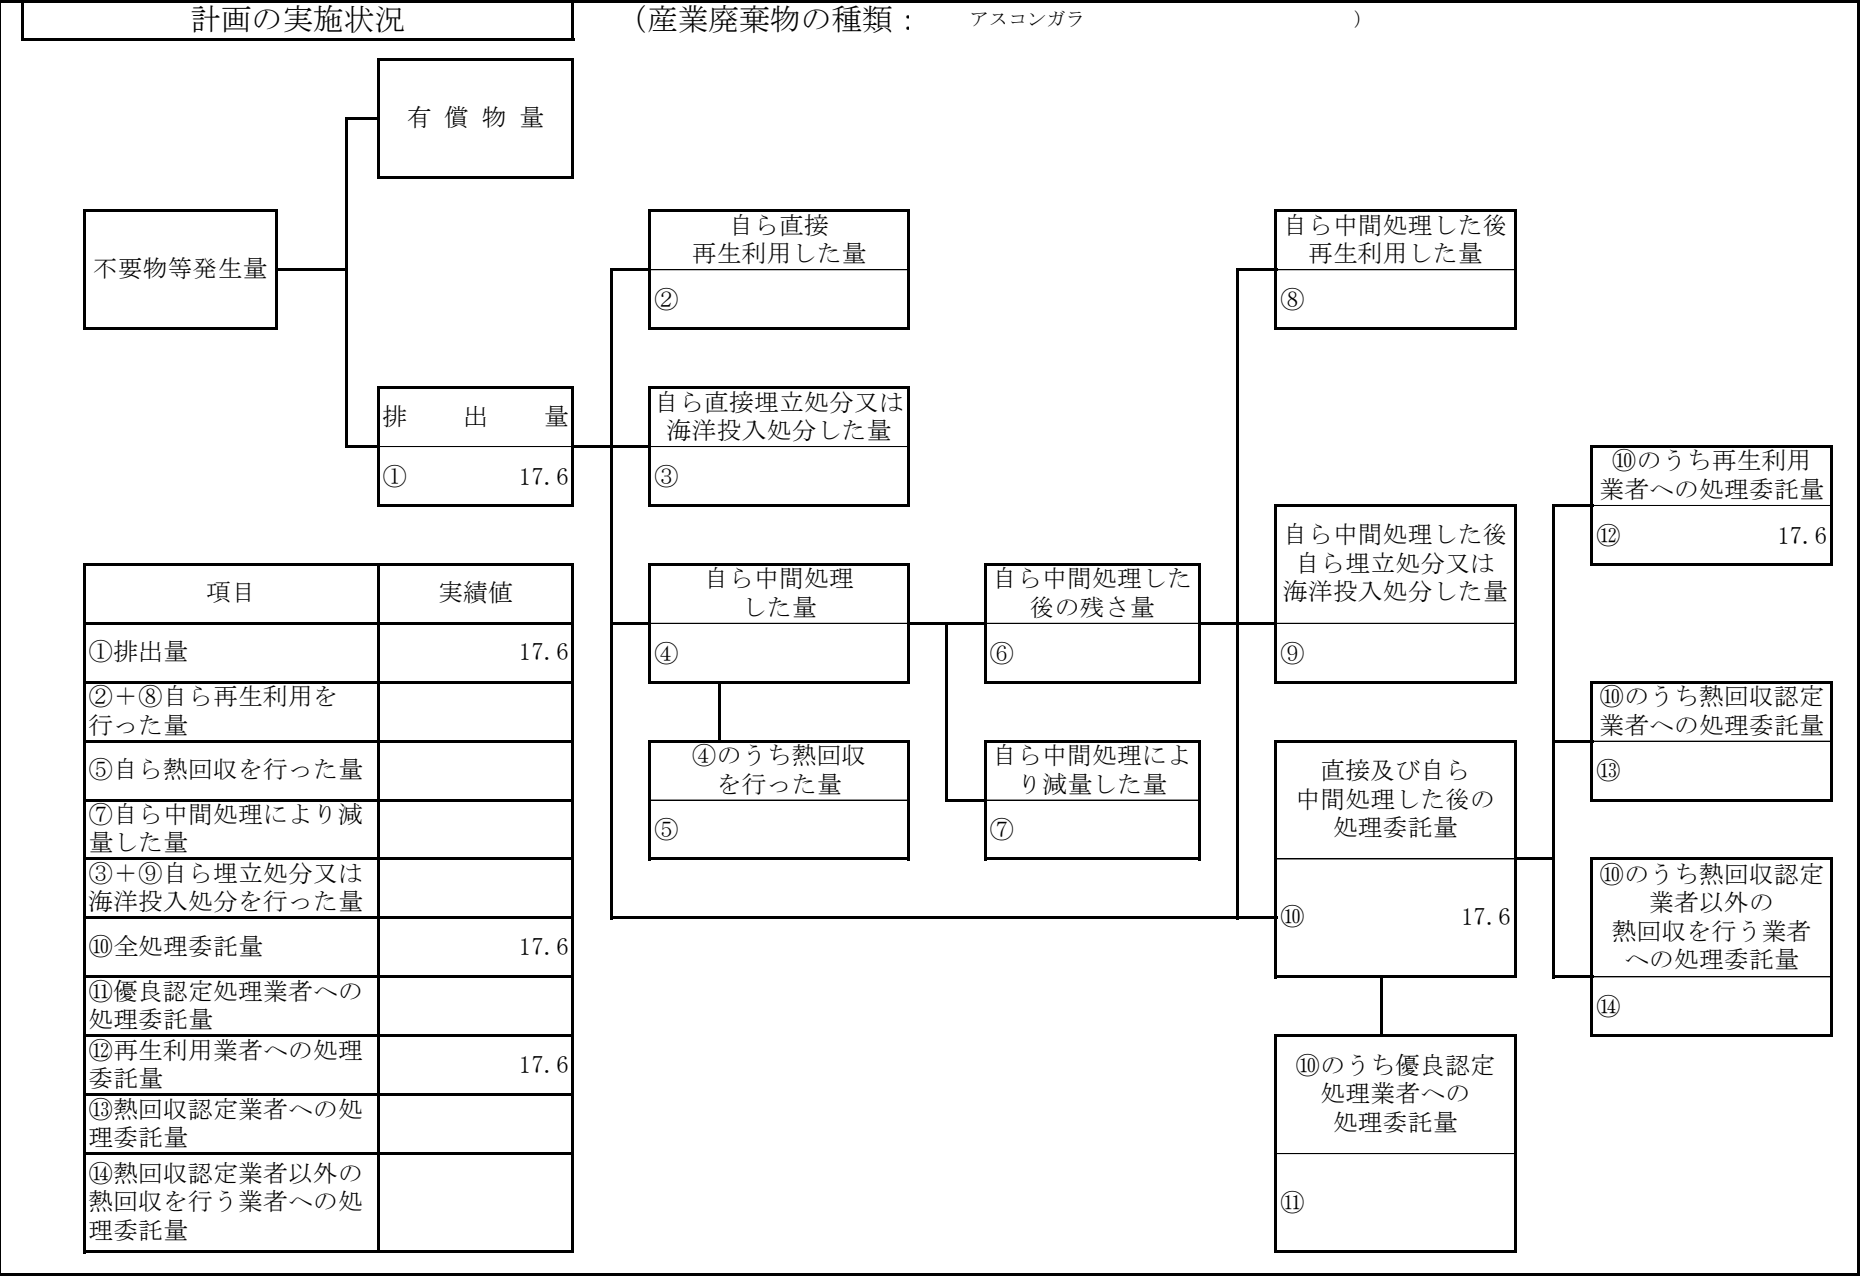 計画の実施状況
（産業廃棄物の種類：　アスコンガラ　）
有償物量
不要物等発生量
自ら直接
再生利用した量
②
自ら中間処理した後
再生利用した量
⑧
排出量
① 17.6
自ら直接埋立処分又は
海洋投入処分した量
③
⑩のうち再生利用
業者への処理委託量
⑫ 17.6
自ら中間処理した後
自ら埋立処分又は
海洋投入処分した量
⑨
自ら中間処理
した量
④
自ら中間処理した
後の残さ量
⑥
④のうち熱回収
を行った量
⑤
自ら中間処理によ
り減量した量
⑦
⑩のうち熱回収認定
業者への処理委託量
⑬
直接及び自ら
中間処理した後の
処理委託量
⑩ 17.6
⑩のうち熱回収認定
業者以外の
熱回収を行う業者
への処理委託量
⑭
⑩のうち優良認定
処理業者への
処理委託量
⑪
項目 実績値
①排出量 17.6
②＋⑧自ら再生利用を
行った量
⑤自ら熱回収を行った量
⑦自ら中間処理により減
量した量
③＋⑨自ら埋立処分又は
海洋投入処分を行った量
⑩全処理委託量 17.6
⑪優良認定処理業者への
処理委託量
⑫再生利用業者への処理
委託量 17.6
⑬熱回収認定業者への処
理委託量
⑭熱回収認定業者以外の
熱回収を行う業者への処
理委託量